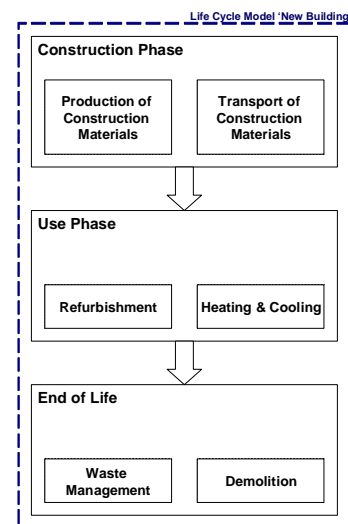 Life Cycle Model 'New Building
Construction Phase
Production of
Construction
Materials
Transport of
Construction
Materials
Use Phase
Refurbishment
Heating & Cooling
End of Life
Waste
Management
Demolition